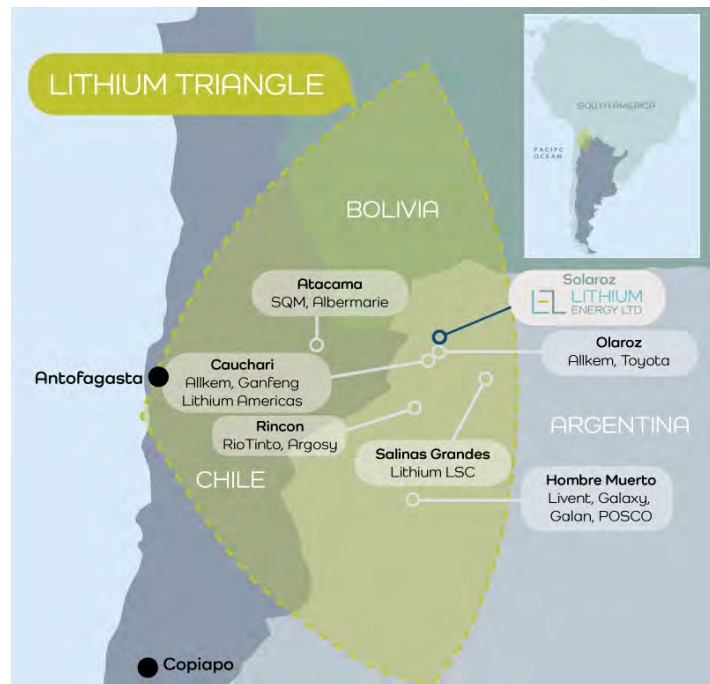 LITHIUM TRIANGLE
SOUTH AMERICA
PACIFC
OCEAN
BOLIVIA
Solaroz
LEL LITHIUM
ENERGY LTD
Atacama
SQM, Albermarie
Olaroz
Allkem, Toyota
Cauchari
Allkem, Ganfeng
Lithium Americas
Antofagasta
Rincon
RioTinto, Argosy
ARGENTINA
Salinas Grandes
Lithium LSC
CHILE
Hombre Muerto
Livent, Galaxy,
Galan, POSCO
Copiapo